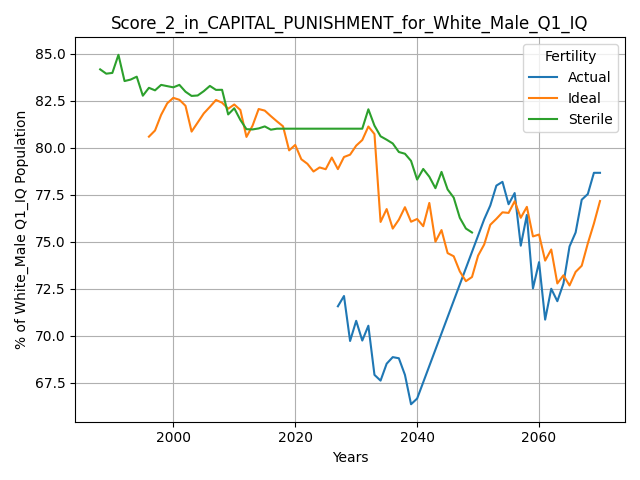 Score_2_in_CAPITAL_PUNISHMENT_for_White_Male_Q1_IQ
Fertility
Actual
Ideal
Sterile
% of White_Male Q1_IQ Population
85.0
82.5
80.0
77.5
75.0
72.5
70.0
67.5
2000
2020
2040
2060
Years